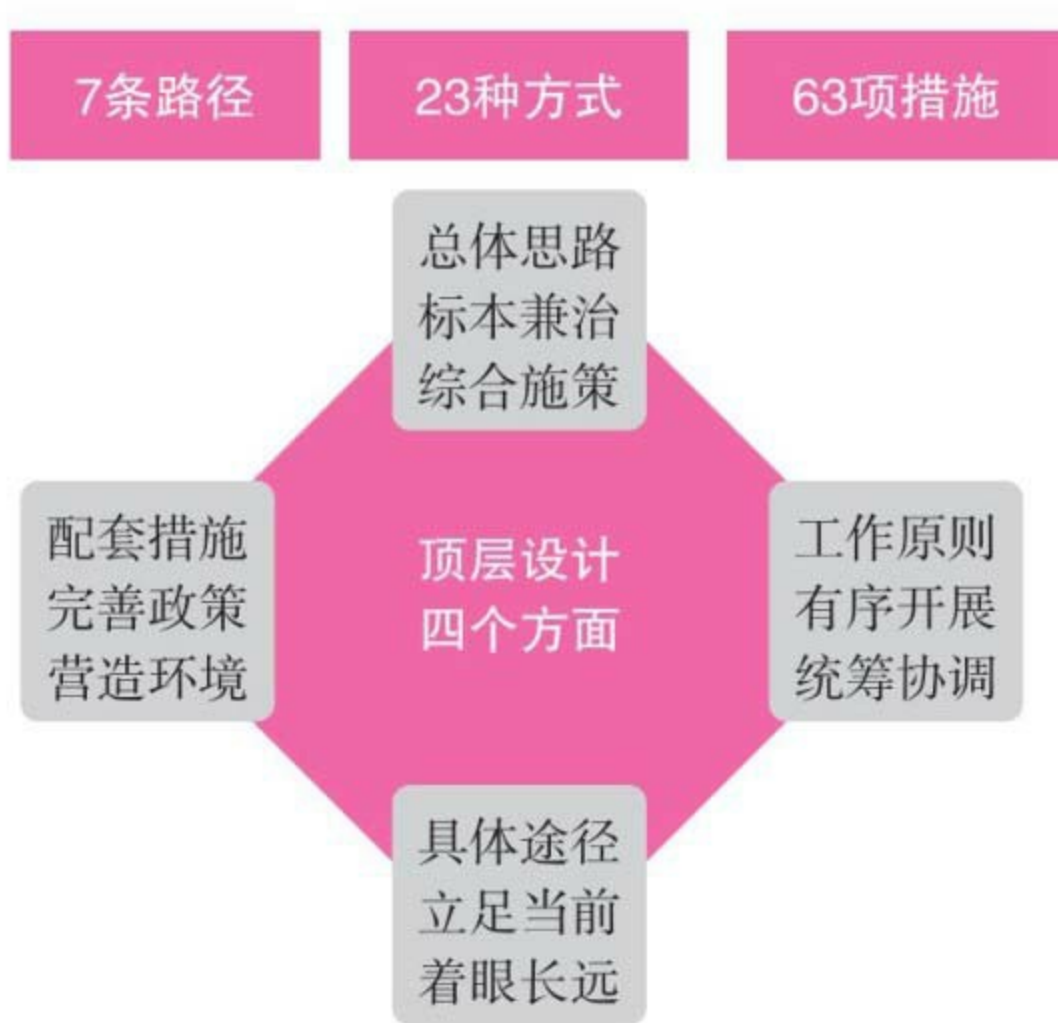 7条路径
23种方式
63项措施
总体思路
标本兼治
综合施策
配套措施
完善政策
营造环境
顶层设计
四个方面
工作原则
有序开展
统筹协调
具体途径
立足当前
着眼长远